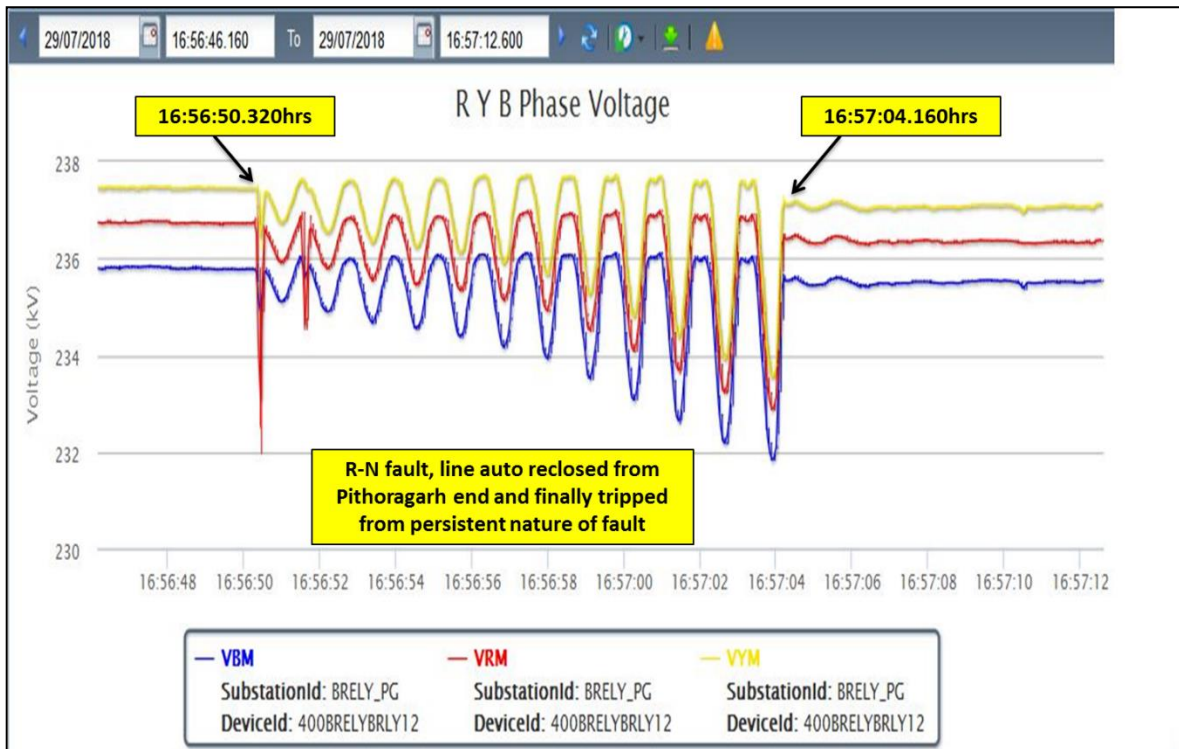 29/07/2018 16:56:46.160 To 29/07/2018 16:57:12.600
R Y B Phase Voltage
16:56:50.320hrs
16:57:04.160hrs
Voltage (kV)
238
236
234
232
230
R-N fault, line auto reclosed from
Pithoragarh end and finally tripped
from persistent nature of fault
16:56:48 16:56:50 16:56:52 16:56:54 16:56:56 16:56:58 16:57:00 16:57:02 16:57:04 16:57:06 16:57:08 16:57:10 16:57:12
VBM VRM VYM
SubstationId: BRELY_PG SubstationId: BRELY_PG SubstationId: BRELY_PG
DeviceId: 400BRELYBRLY12 DeviceId: 400BRELYBRLY12 DeviceId: 400BRELYBRLY12